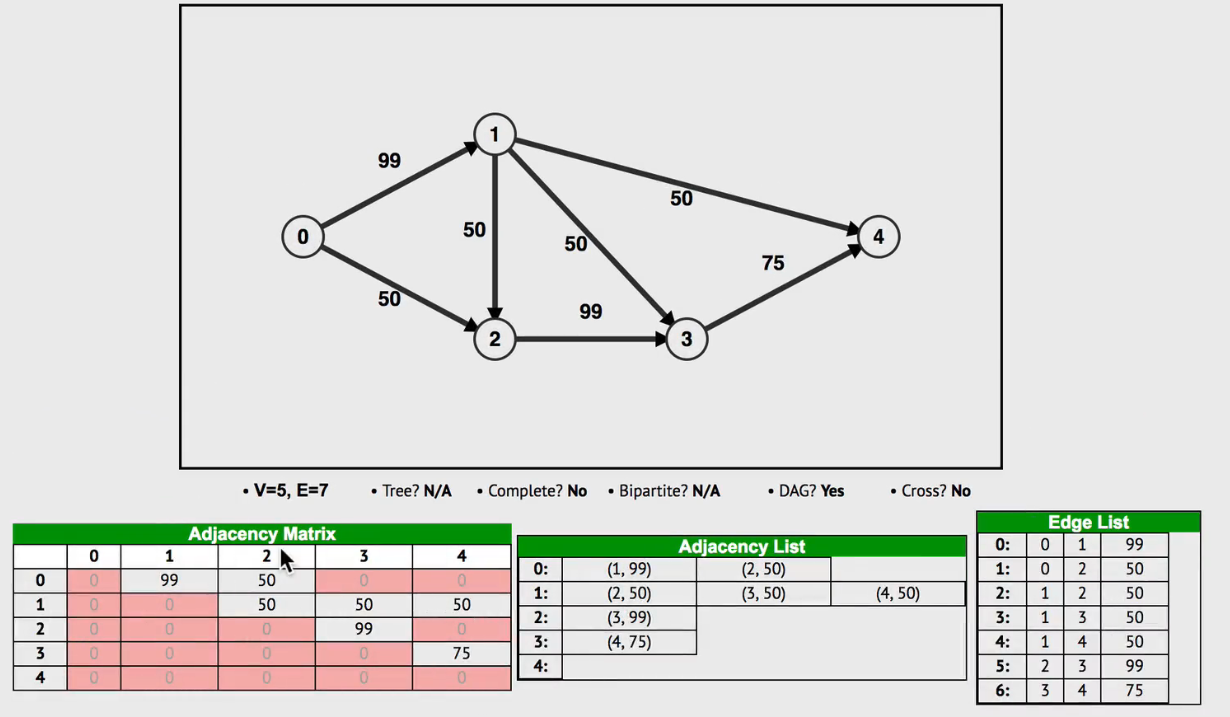 1
99
50
50
50
0
4
75
50
99
2
3
• V=5, E=7 • Tree? N/A • Complete? No • Bipartite? N/A • DAG? Yes • Cross? No
Adjacency Matrix
0 1 2 3 4
0 0 99 50 0 0
1 0 0 50 50 50
2 0 0 0 99 0
3 0 0 0 0 75
4 0 0 0 0 0
Adjacency List
0: (1, 99) (2, 50)
1: (2, 50) (3, 50) (4, 50)
2: (3, 99)
3: (4, 75)
4:
Edge List
0: 0 1 99
1: 0 2 50
2: 1 2 50
3: 1 3 50
4: 1 4 50
5: 2 3 99
6: 3 4 75